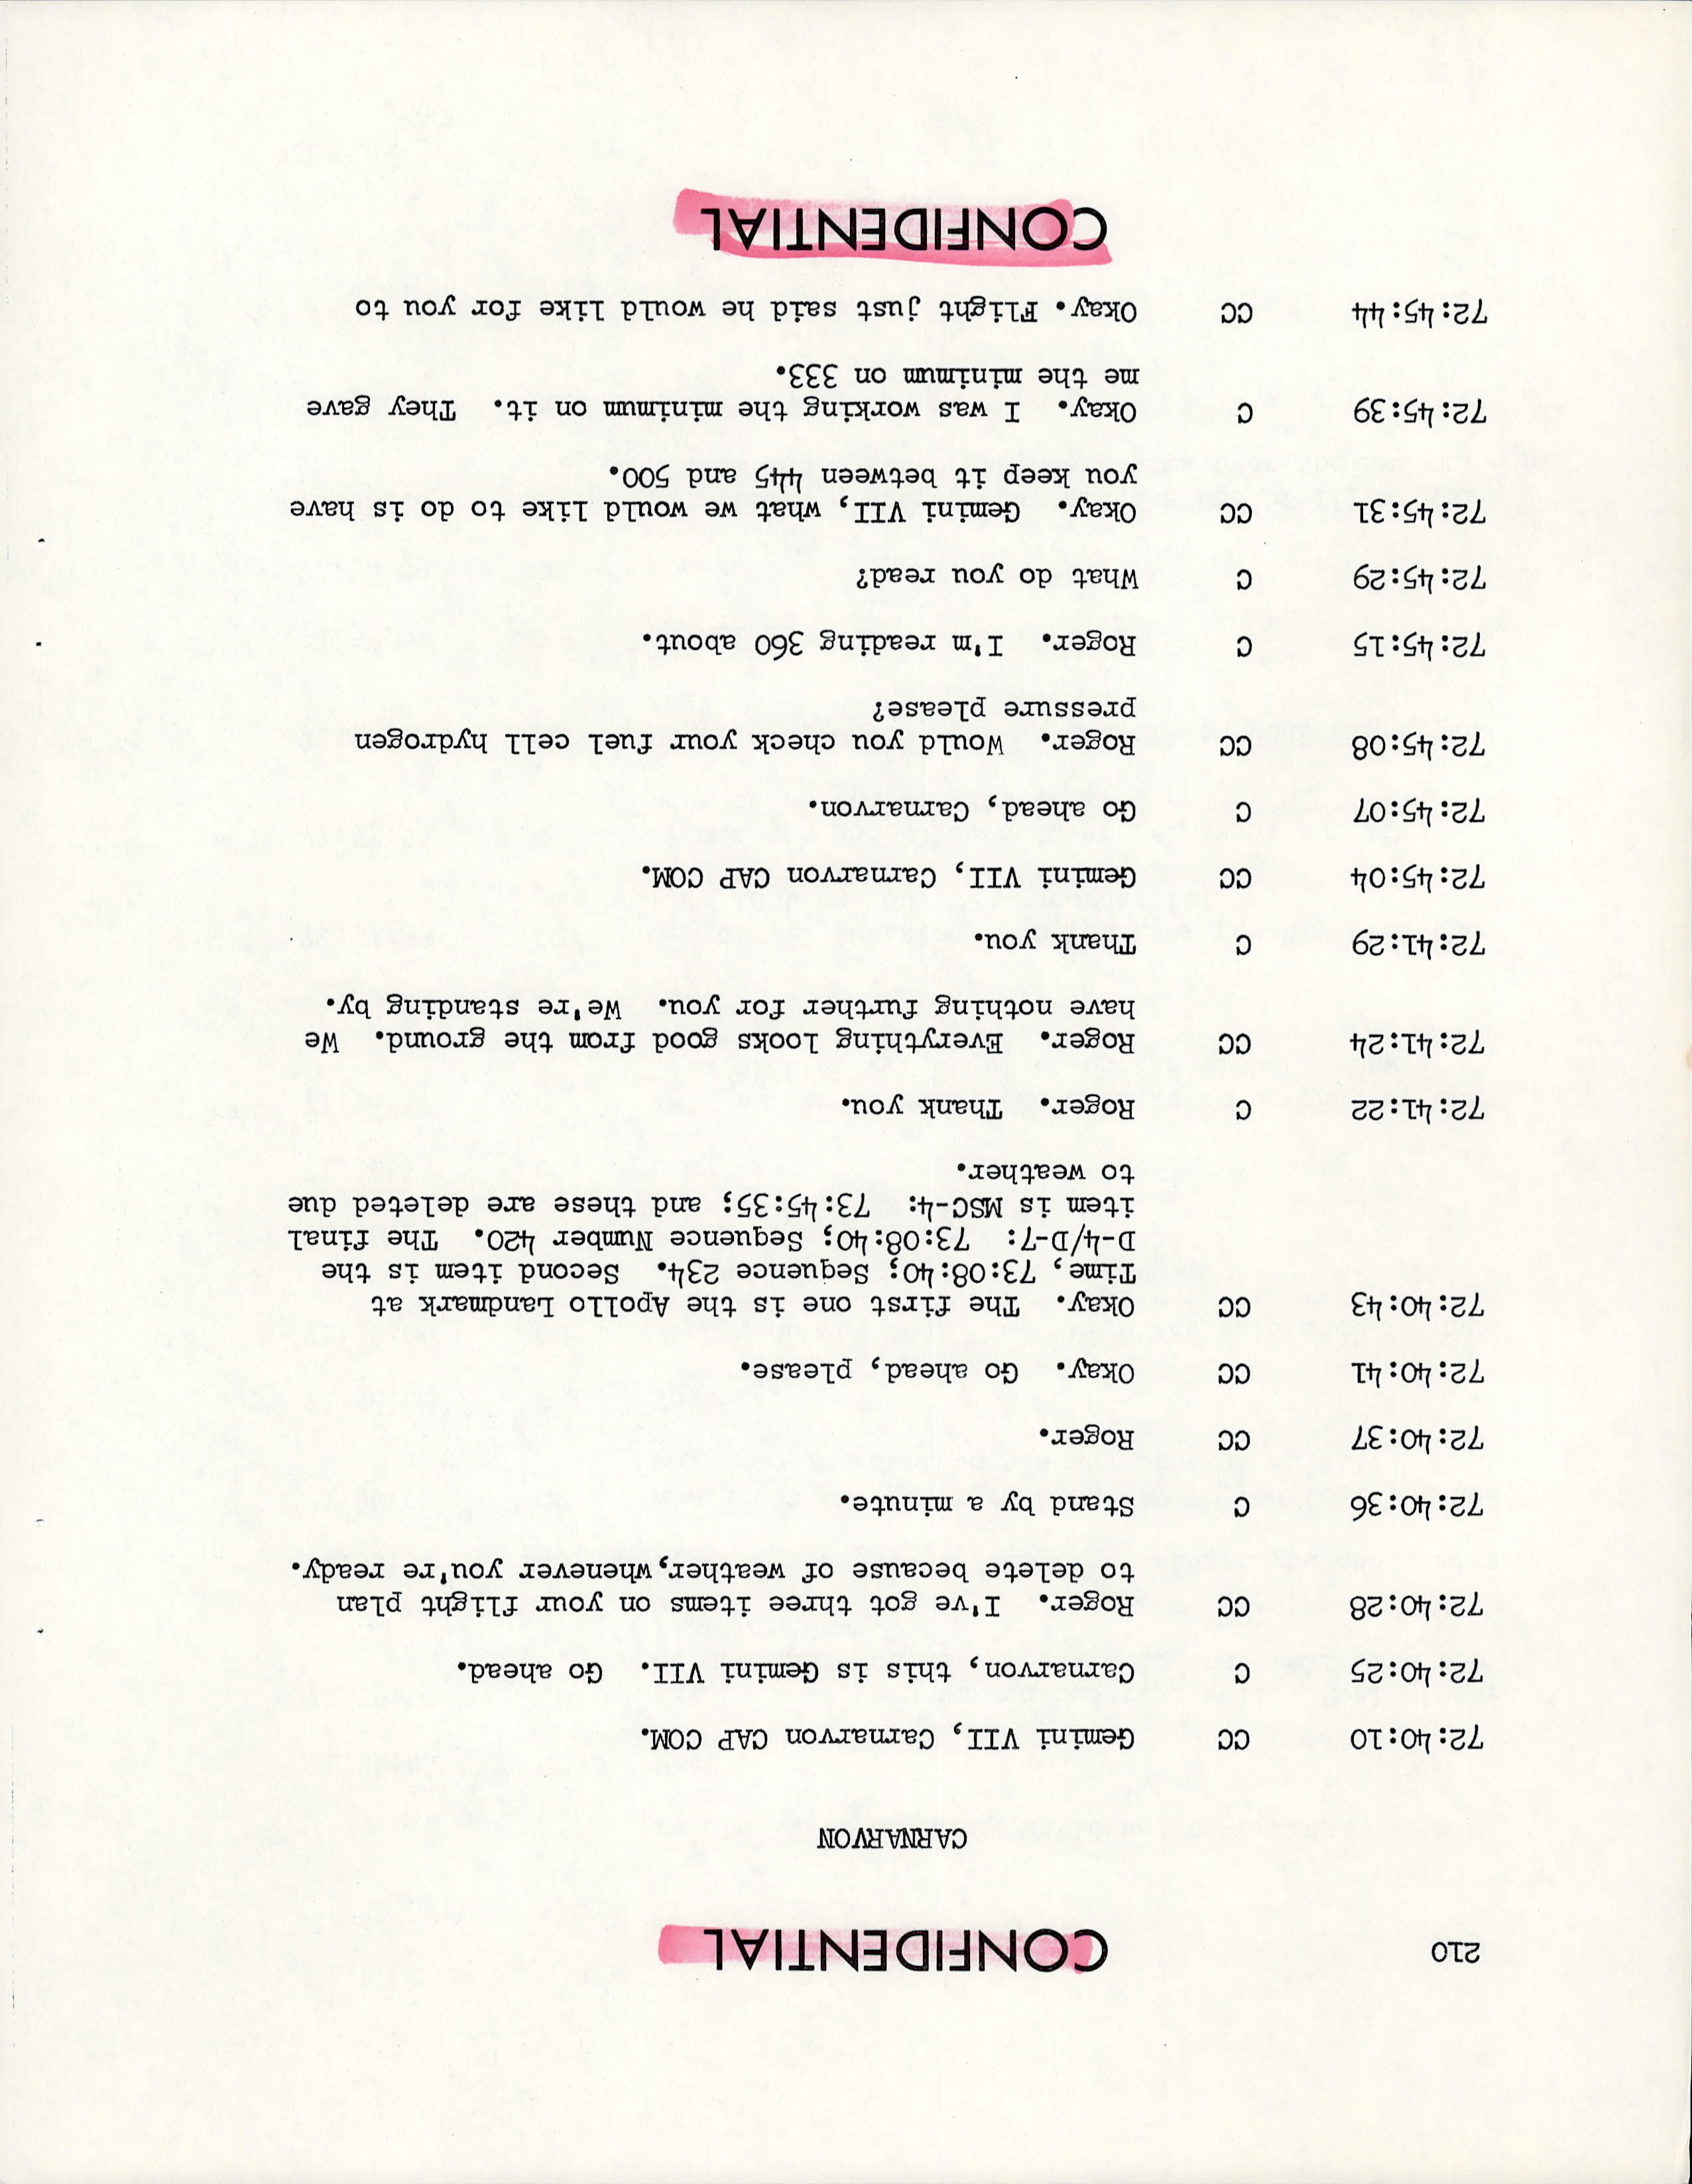 210
CONFIDENTIAL
CARNARVON
72:40:10 CC Gemini VII, Carnarvon CAP COM.
72:40:25 C Carnarvon, this is Gemini VII. Go ahead.
72:40:28 CC Roger. I've got three items on your flight plan
to delete because of weather,whenever you're ready.
72:40:36 C Stand by a minute.
72:40:37 CC Roger.
72:40:41 CC Okay. Go ahead, please.
72:40:43 CC Okay. The first one is the Apollo Landmark at
Time, 73:08:40; Sequence 234. Second item is the
D-4/D-7: 73:08:40; Sequence Number 420. The final
item is MSC-4: 73:45:35; and these are deleted due
to weather.
72:41:22 C Roger. Thank you.
72:41:24 CC Roger. Everything looks good from the ground. We
have nothing further for you. We're standing by.
72:41:29 C Thank you.
72:45:04 CC Gemini VII, Carnarvon CAP COM.
72:45:07 C Go ahead, Carnarvon.
72:45:08 CC Roger. Would you check your fuel cell hydrogen
pressure please?
72:45:15 C Roger. I'm reading 360 about.
72:45:29 C What do you read?
72:45:31 CC Okay. Gemini VII, what we would like to do is have
you keep it between 445 and 500.
72:45:39 C Okay. I was working the minimum on it. They gave
me the minimum on 333.
72:45:44 CC Okay. Flight just said he would like for you to
CONFIDENTIAL